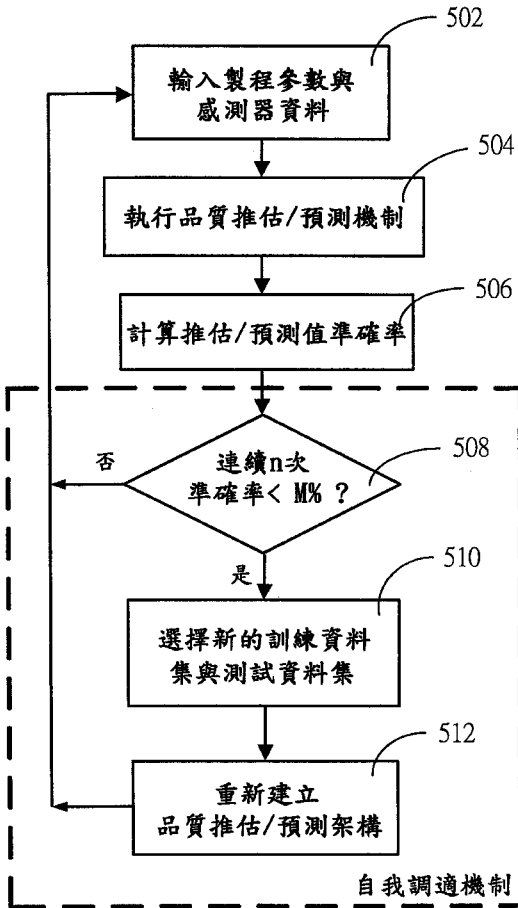 502
輸入製程參數與
感測器資料
504
執行品質推估/預測機制
506
計算推估/預測值準確率
508
連續n次
準確率< M% ?
否
是
510
選擇新的訓練資料
集與測試資料集
512
重新建立
品質推估/預測架構
自我調適機制